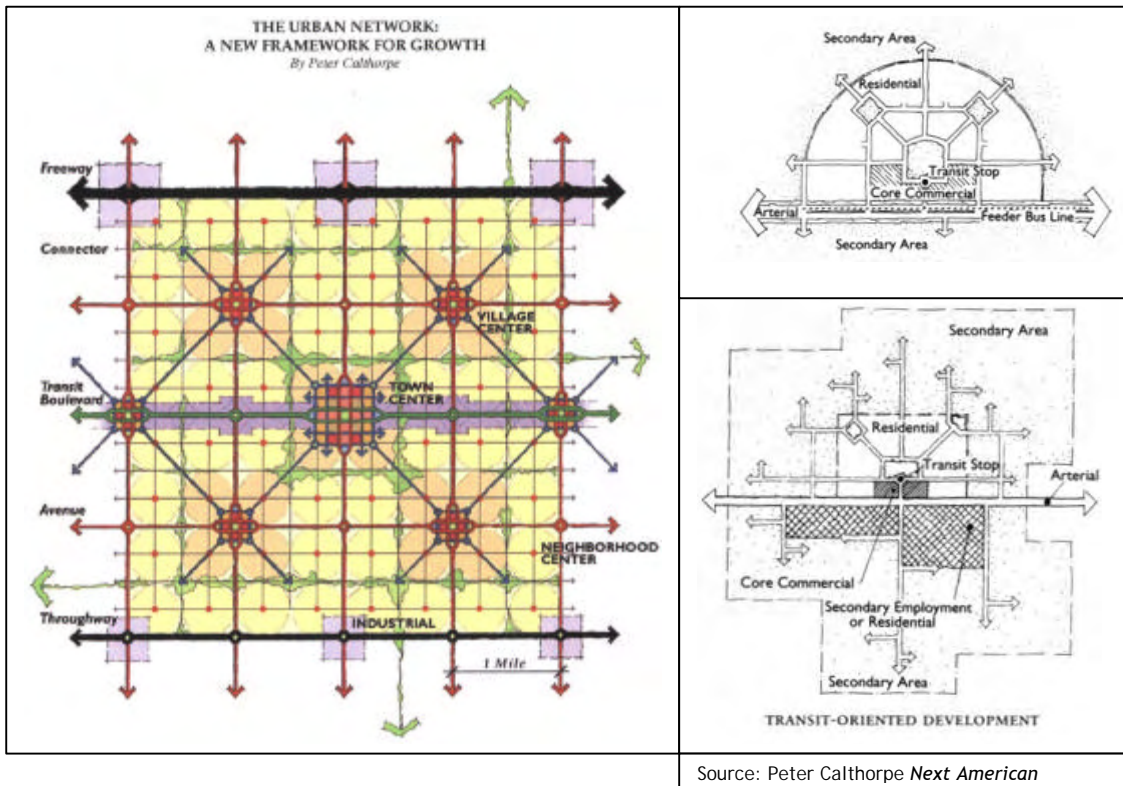 THE URBAN NETWORK:
A NEW FRAMEWORK FOR GROWTH
By Peter Calthorpe
Freeway
Connector
VILLAGE
CENTER
Transit
Boulevard
TOWN
CENTER
Avenue
NEIGHBORHOOD
CENTER
Throughway
INDUSTRIAL
1 Mile
Secondary Area
Residential
Transit Stop
Core Commercial
Arterial
Feeder Bus Line
Secondary Area
Secondary Area
Residential
Transit Stop
Arterial
Core Commercial
Secondary Employment
or Residential
Secondary Area
TRANSIT-ORIENTED DEVELOPMENT
Source: Peter Calthorpe Next American